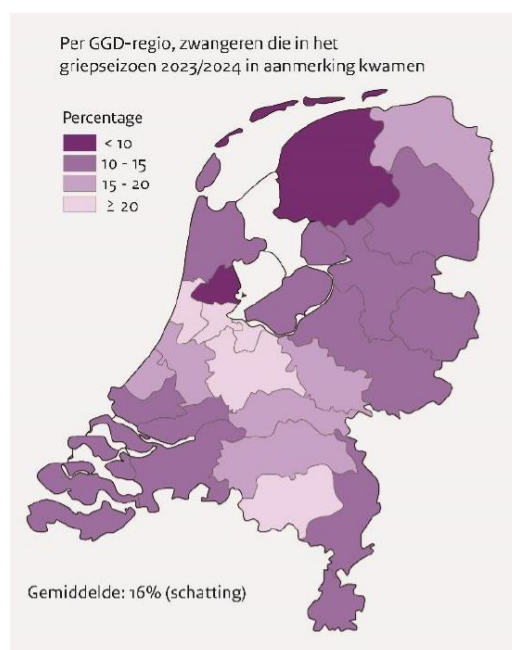 Per GGD-regio, zwangeren die in het
griepseizoen 2023/2024 in aanmerking kwamen
Percentage
< 10
10 - 15
15 - 20
≥ 20
Gemiddelde: 16% (schatting)